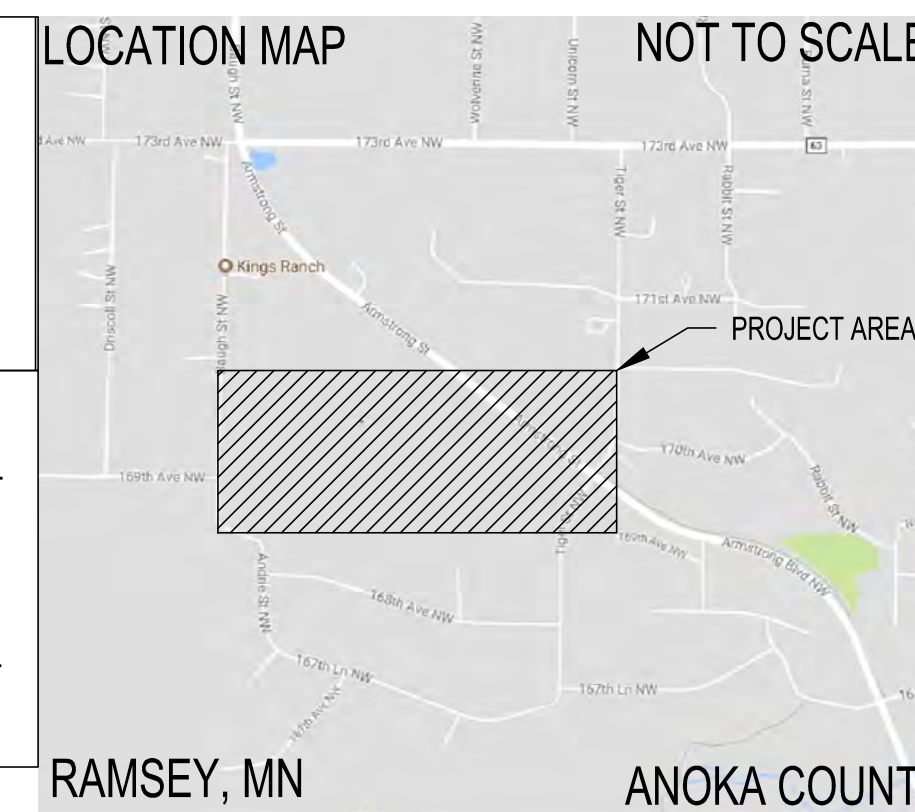 LOCATION MAP
NOT TO SCALE
Wolverine St NW
Unicorn St NW
173rd Ave NW
173rd Ave NW
173rd Ave NW
63
Armstrong St
Tiger St NW
Rabbit St NW
Kings Ranch
Driscoll St NW
171st Ave NW
Armstrong St
PROJECT AREA
Armstrong St
170th Ave NW
169th Ave NW
Rabbit St NW
169th Ave NW
Armstrong Blvd NW
Andrie St NW
168th Ave NW
167th Ln NW
167th Ln NW
RAMSEY, MN
ANOKA COUNT